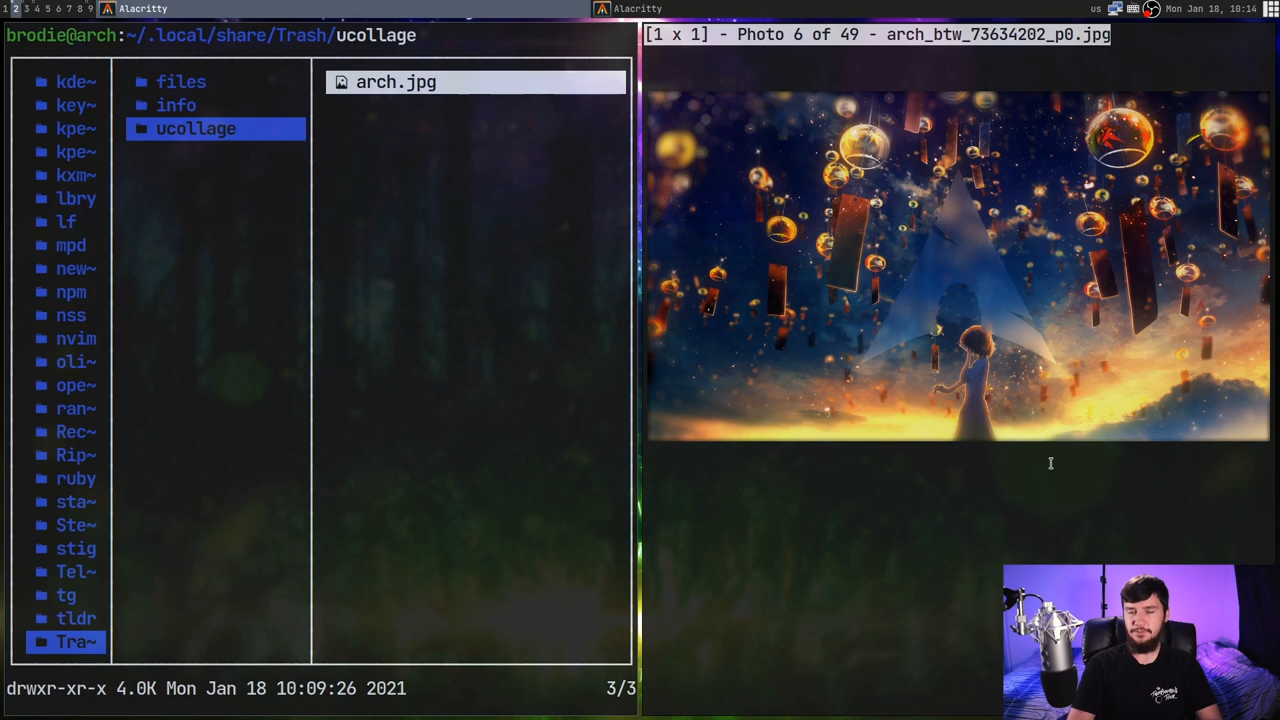 1 2 3 4 5 6 7 8 9 Alacritty Alacritty us Mon Jan 18, 10:14
brodie@arch:~/.local/share/Trash/ucollage
kde~
key~
kpe~
kpe~
kxm~
lbry
lf
mpd
new~
npm
nss
nvim
oli~
ope~
ran~
Rec~
Rip~
ruby
sta~
Ste~
stig
Tel~
tg
tldr
Tra~
files
info
ucollage
arch.jpg
drwxr-xr-x 4.0K Mon Jan 18 10:09:26 2021 3/3
[1 x 1] - Photo 6 of 49 - arch_btw_73634202_p0.jpg